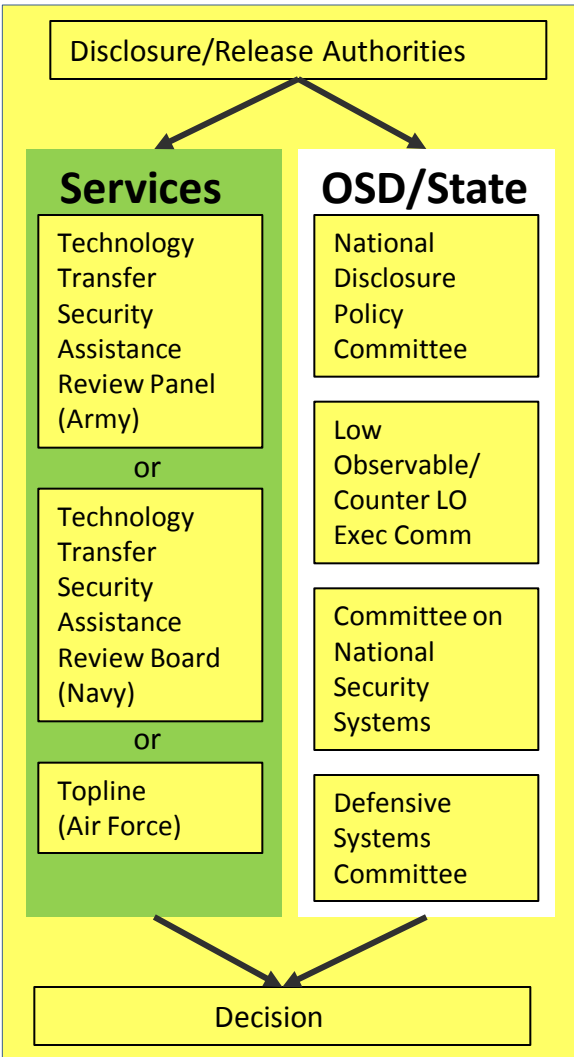 Disclosure/Release Authorities
Services
Technology
Transfer
Security
Assistance
Review Panel
(Army)
or
Technology
Transfer
Security
Assistance
Review Board
(Navy)
or
Topline
(Air Force)
OSD/State
National
Disclosure
Policy
Committee
Low
Observable/
Counter LO
Exec Comm
Committee on
National
Security
Systems
Defensive
Systems
Committee
Decision